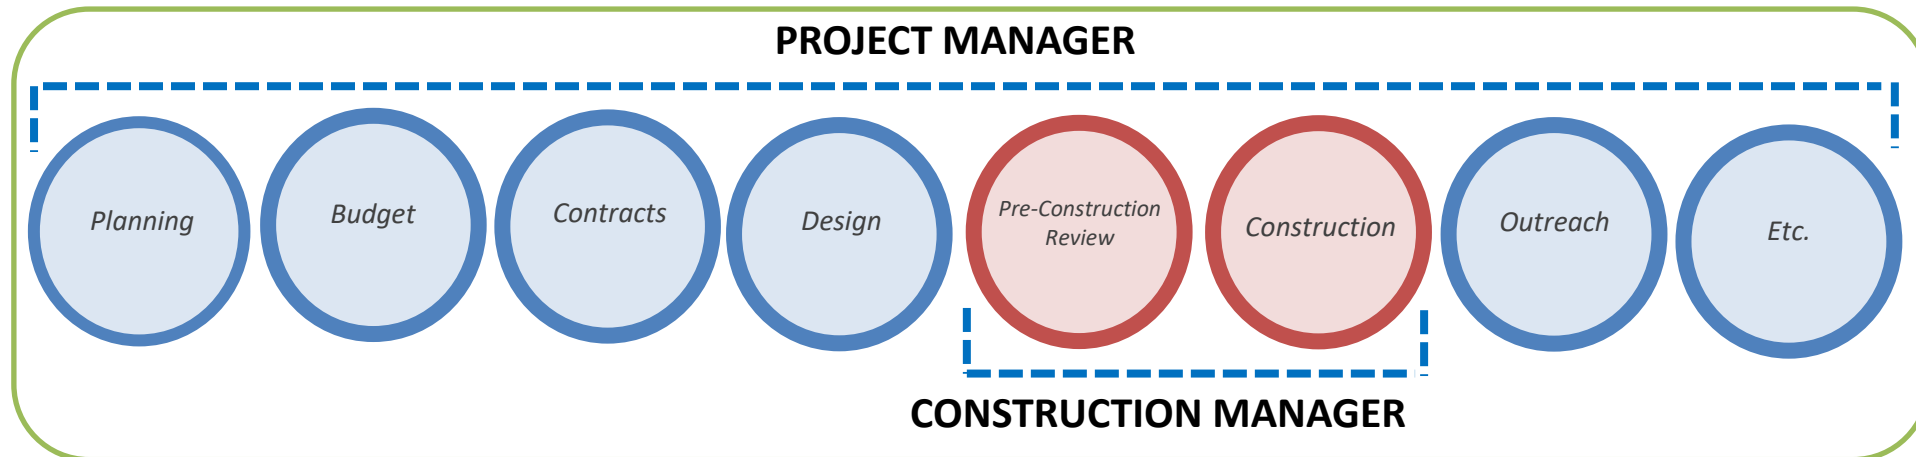 PROJECT MANAGER
Planning
Budget
Contracts
Design
Pre-Construction
Review
Construction
Outreach
Etc.
CONSTRUCTION MANAGER